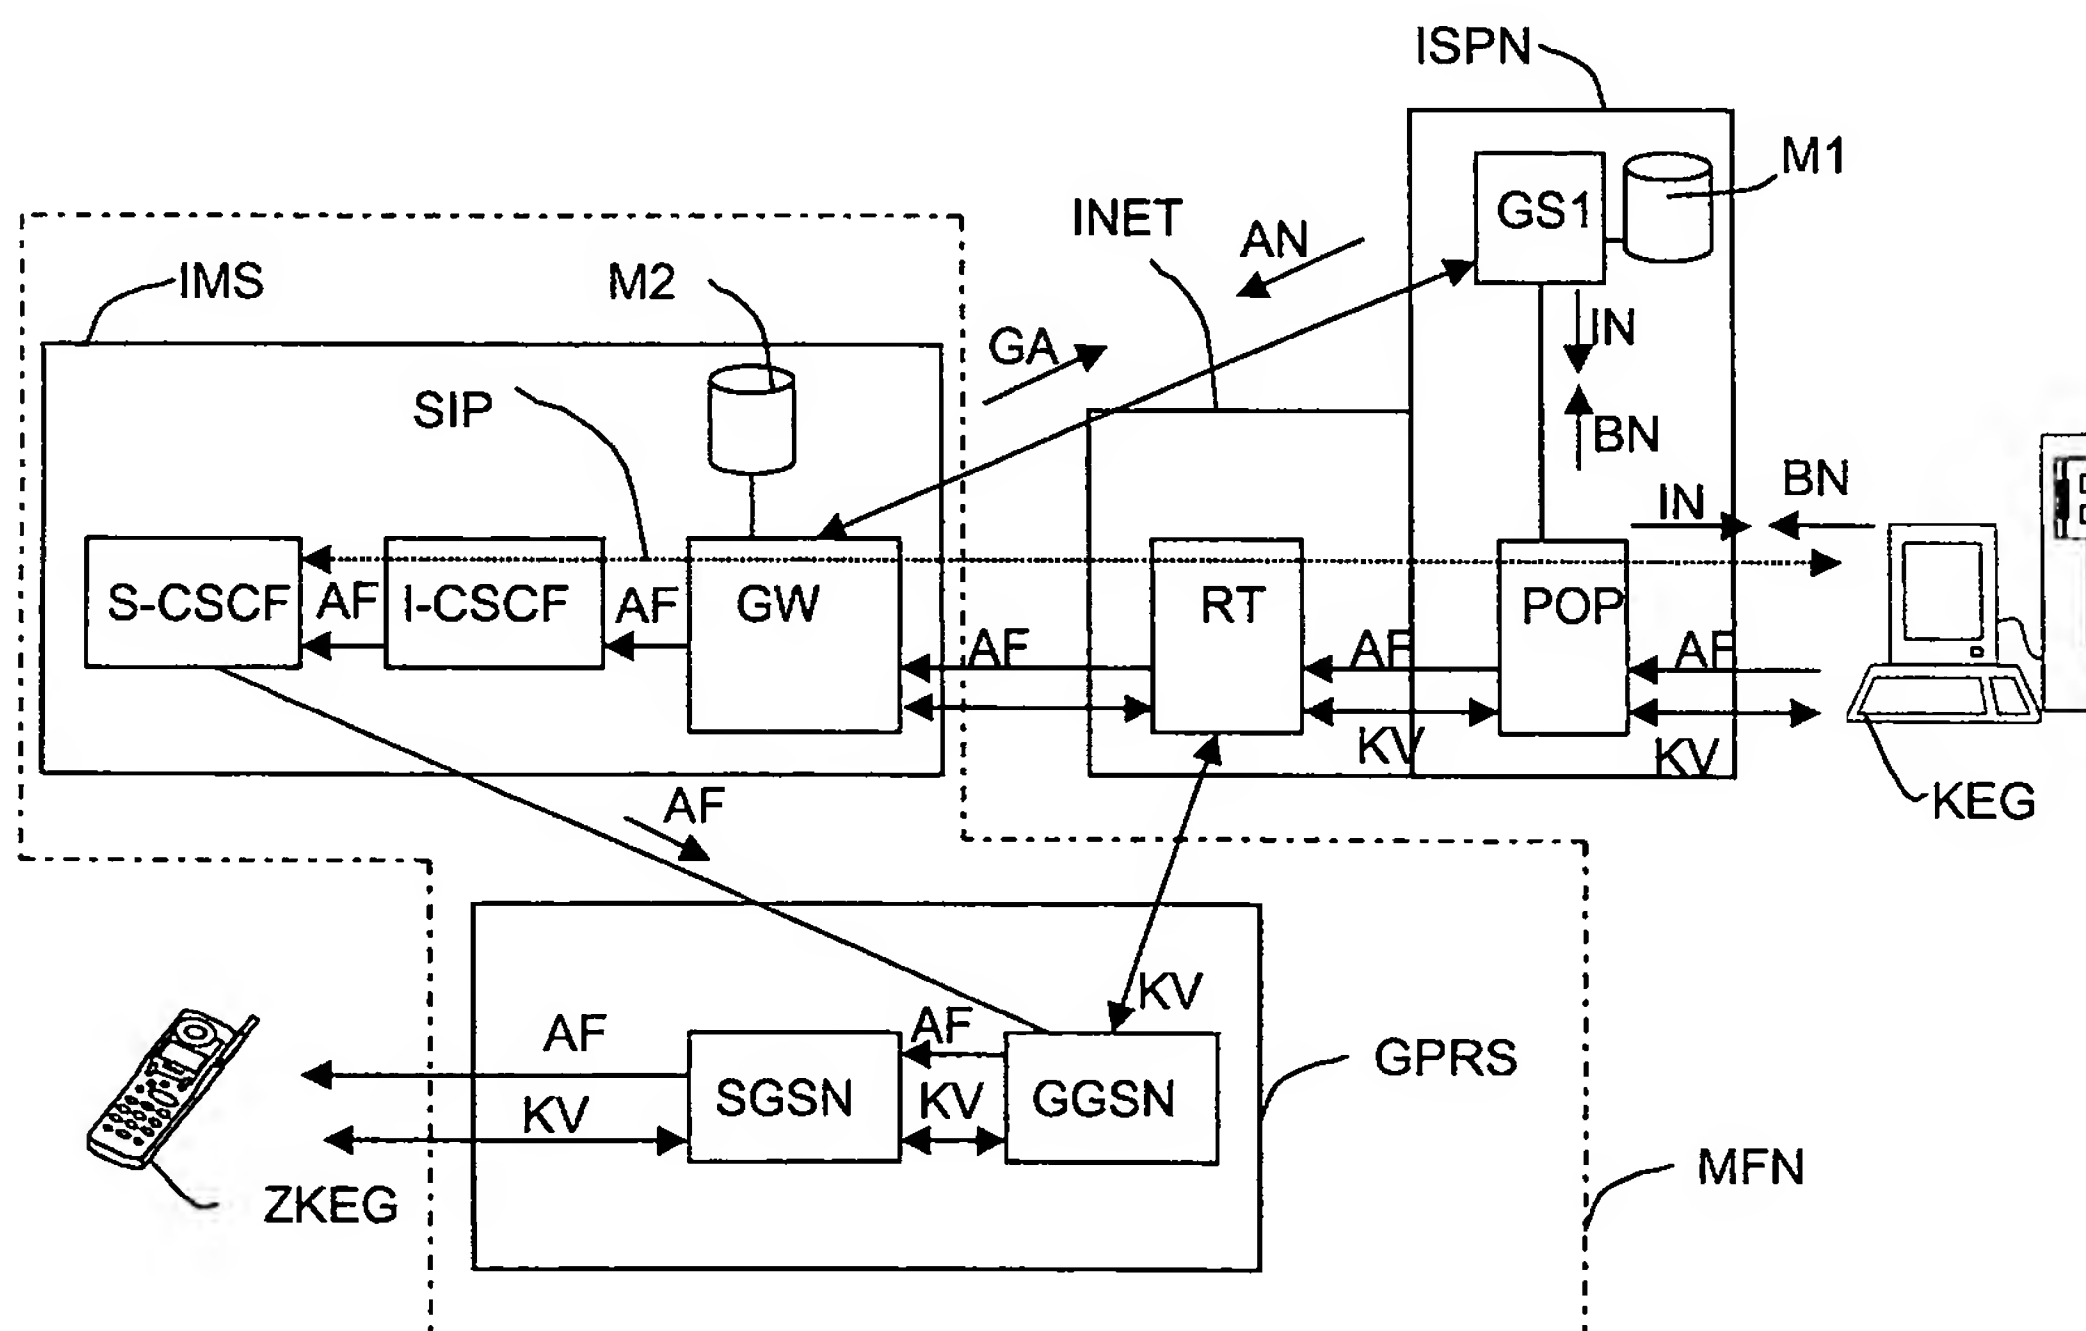 ISPN
M1
GS1
INET
AN
IMS
M2
IN
GA
SIP
BN
BN
IN
S-CSCF
AF
I-CSCF
AF
GW
RT
POP
AF
AF
AF
KV
KV
KEG
AF
KV
AF
AF
GPRS
SGSN
KV
GGSN
KV
MFN
ZKEG